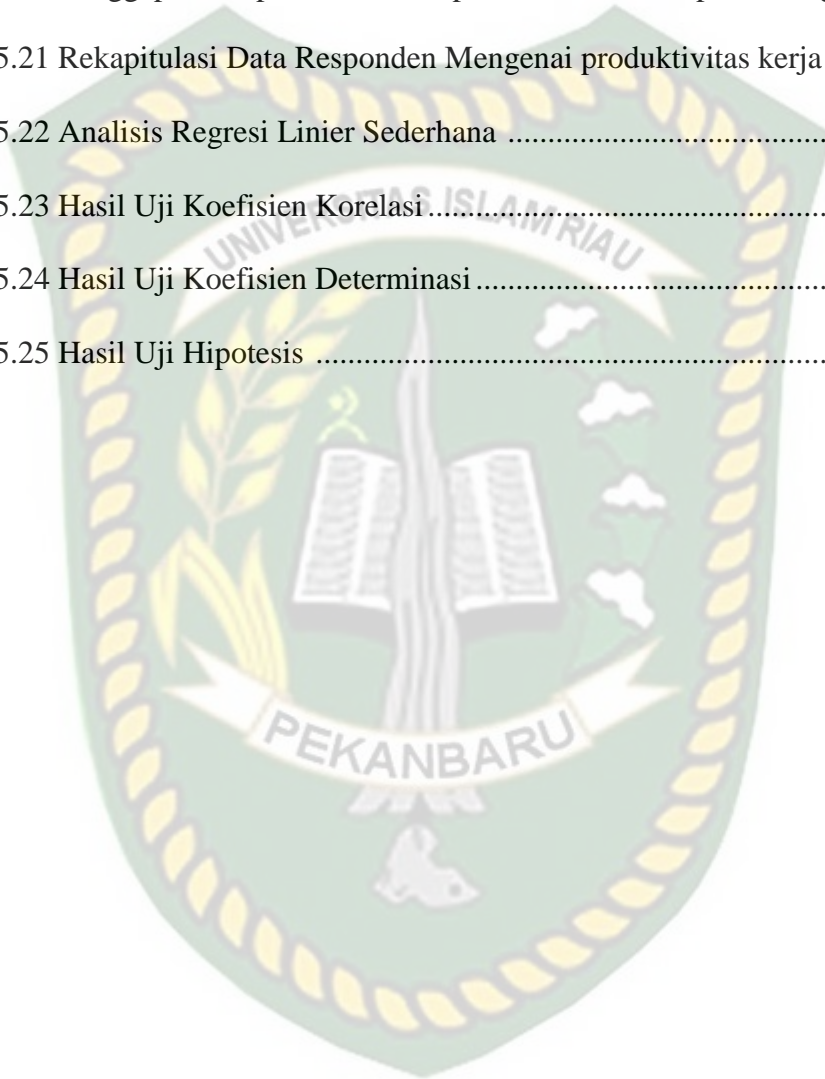 5.21 Rekapitulasi Data Responden Mengenai produktivitas kerja
5.22 Analisis Regresi Linier Sederhana ....................................
5.23 Hasil Uji Koefisien Korelasi .............................................
5.24 Hasil Uji Koefisien Determinasi .......................................
5.25 Hasil Uji Hipotesis ..........................................................
UNIVERSITAS ISLAM RIAU
PEKANBARU